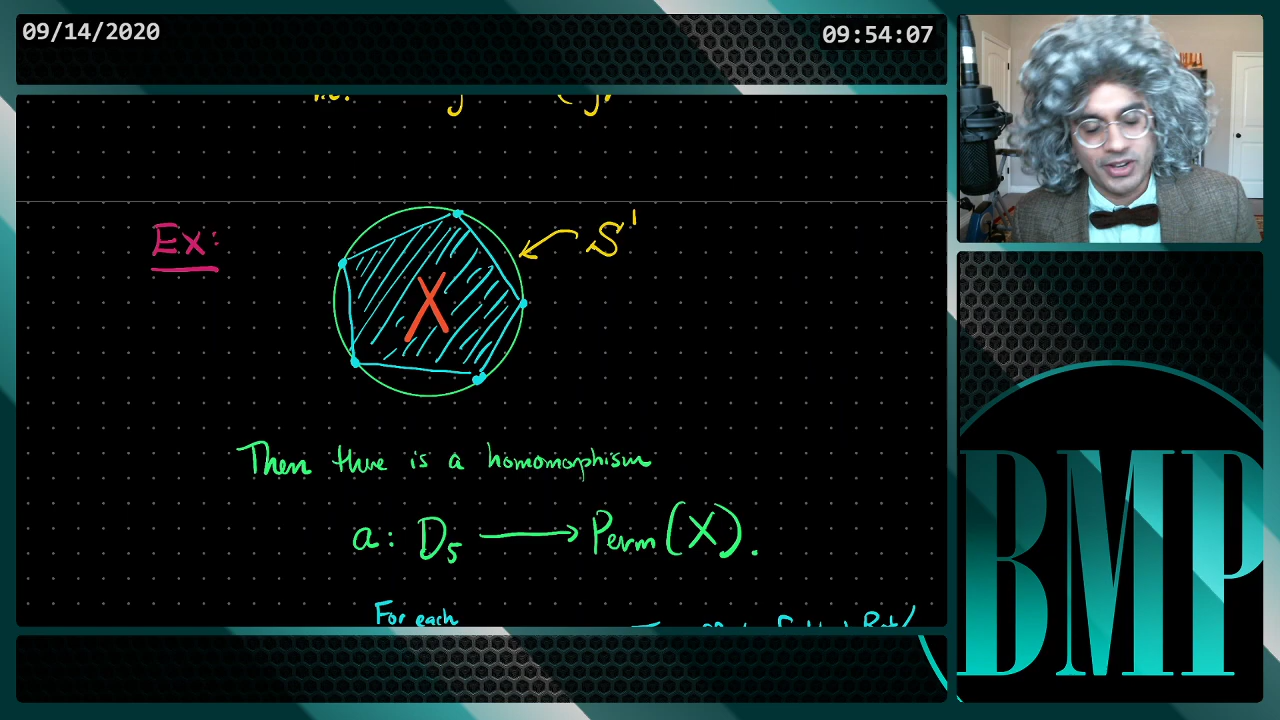 09/14/2020
09:54:07
Ex:
X
S¹
Then there is a homomorphism
a: D₅ → Perm(X).
For each
BMP